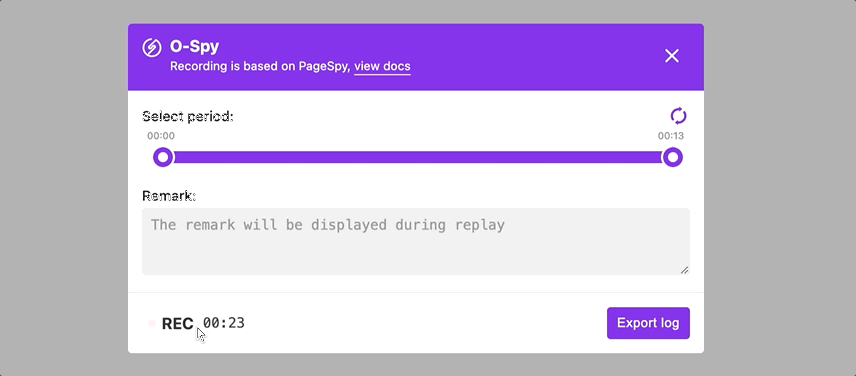 O-Spy
Recording is based on PageSpy, view docs
Select period:
00:00 00:13
Remark:
The remark will be displayed during replay
REC 00:23 Export log